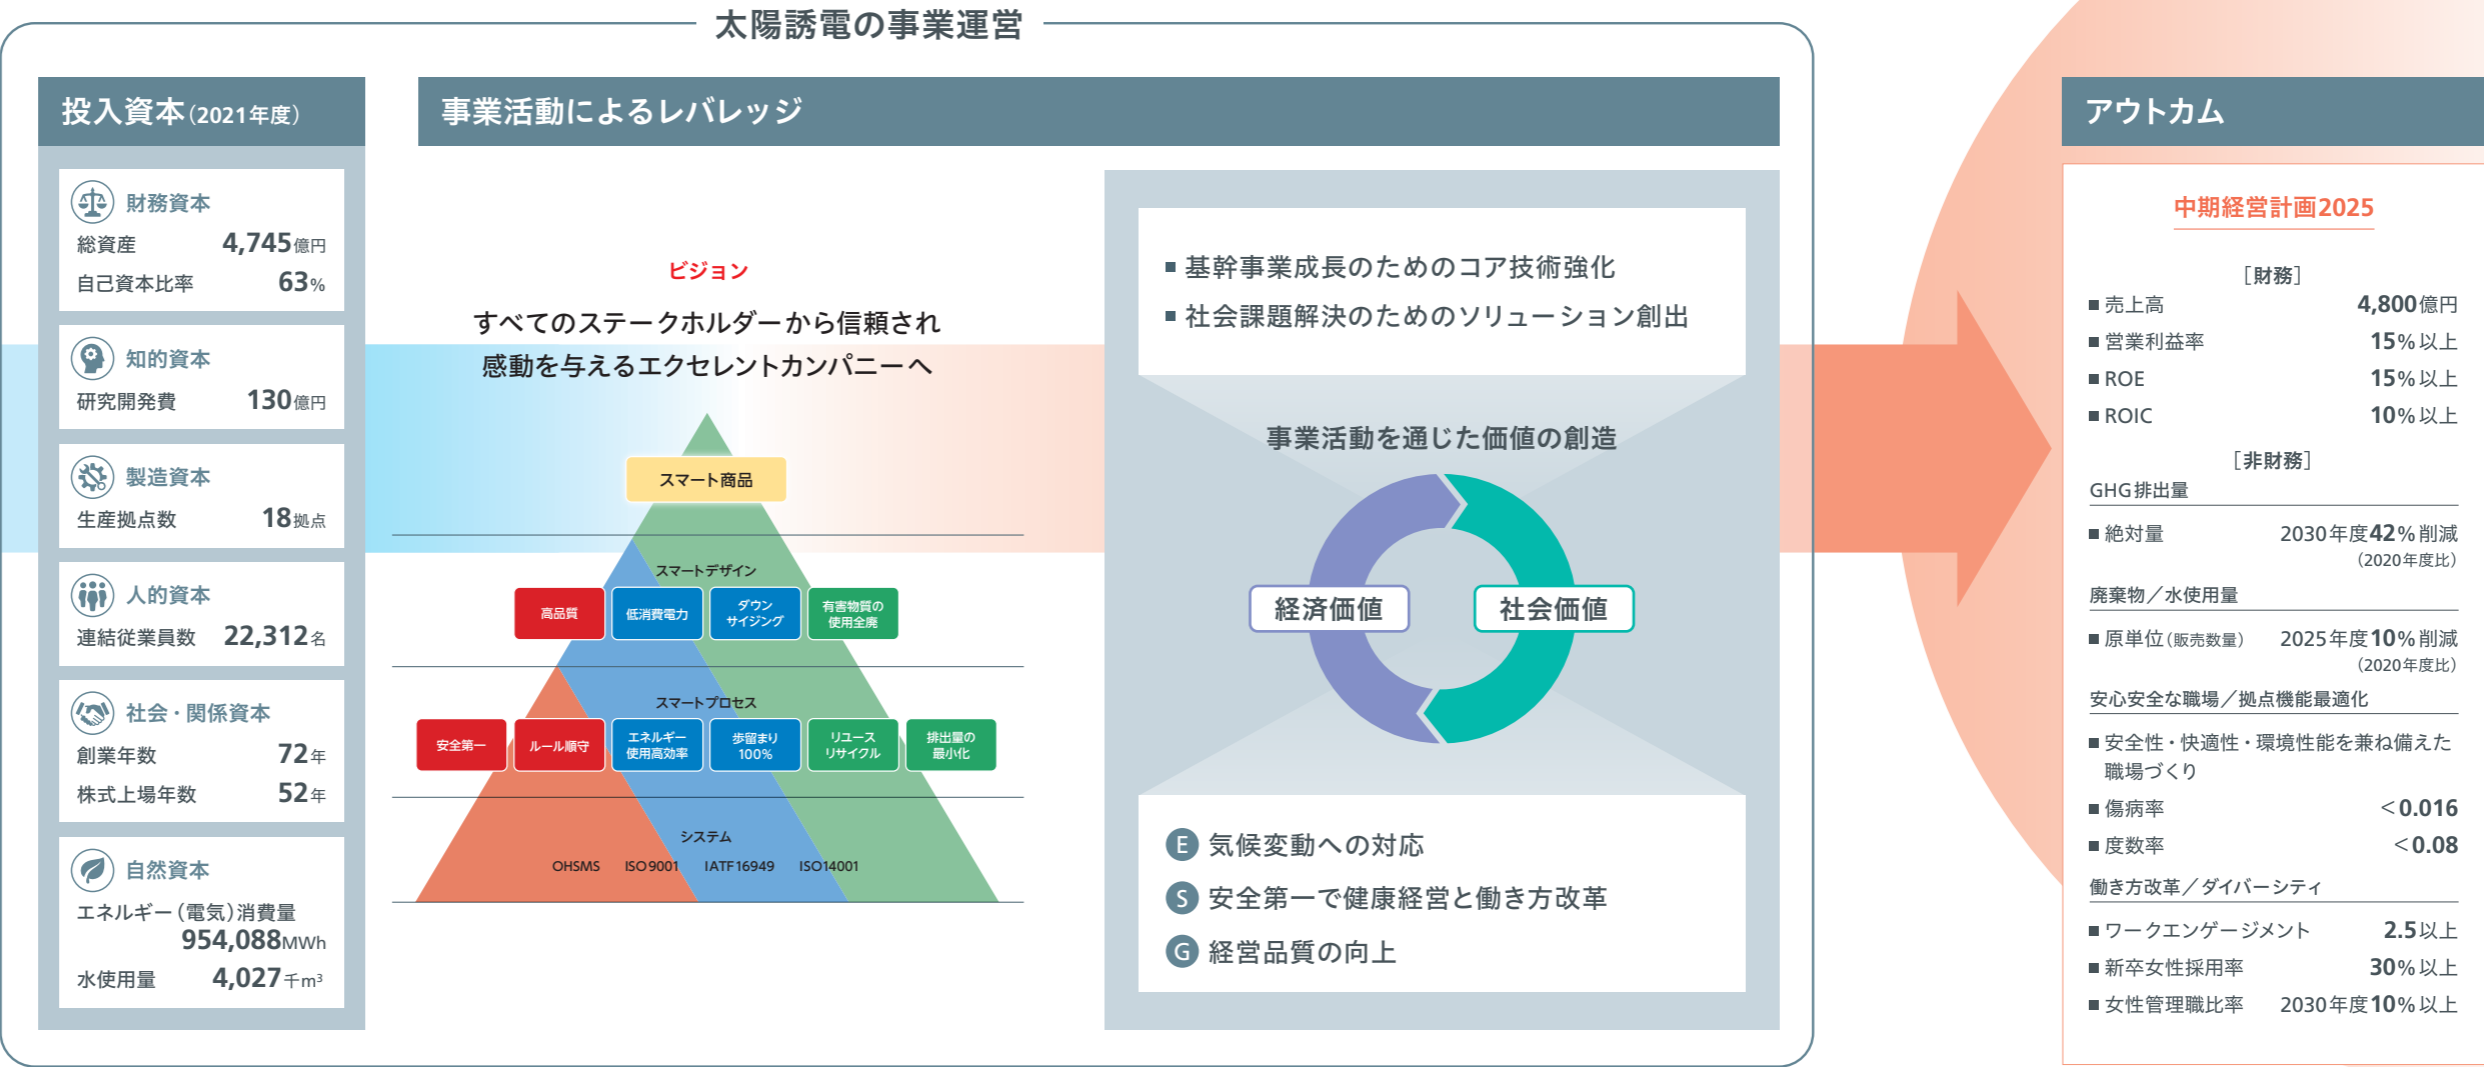 太陽誘電の事業運営
投入資本（2021年度）
財務資本
総資産 4,745億円
自己資本比率 63%
知的資本
研究開発費 130億円
製造資本
生産拠点数 18拠点
人的資本
連結従業員数 22,312名
社会・関係資本
創業年数 72年
株式上場年数 52年
自然資本
エネルギー（電気）消費量
954,088MWh
水使用量 4,027千m³
事業活動によるレバレッジ
ビジョン
すべてのステークホルダーから信頼され
感動を与えるエクセレントカンパニーへ
スマート商品
スマートデザイン
高品質
低消費電力
ダウン
サイジング
有害物質の
使用全廃
スマートプロセス
安全第一
ルール順守
エネルギー
使用高効率
歩留まり
100%
リユース
リサイクル
排出量の
最小化
システム
OHSMS ISO9001 IATF16949 ISO14001
■ 基幹事業成長のためのコア技術強化
■ 社会課題解決のためのソリューション創出
事業活動を通じた価値の創造
経済価値
社会価値
E 気候変動への対応
S 安全第一で健康経営と働き方改革
G 経営品質の向上
アウトカム
中期経営計画2025
［財務］
■ 売上高 4,800億円
■ 営業利益率 15%以上
■ ROE 15%以上
■ ROIC 10%以上
［非財務］
GHG排出量
■ 絶対量 2030年度42%削減
（2020年度比）
廃棄物／水使用量
■ 原単位（販売数量） 2025年度10%削減
（2020年度比）
安心安全な職場／拠点機能最適化
■ 安全性・快適性・環境性能を兼ね備えた
職場づくり
■ 傷病率 ＜0.016
■ 度数率 ＜0.08
働き方改革／ダイバーシティ
■ ワークエンゲージメント 2.5以上
■ 新卒女性採用率 30%以上
■ 女性管理職比率 2030年度10%以上